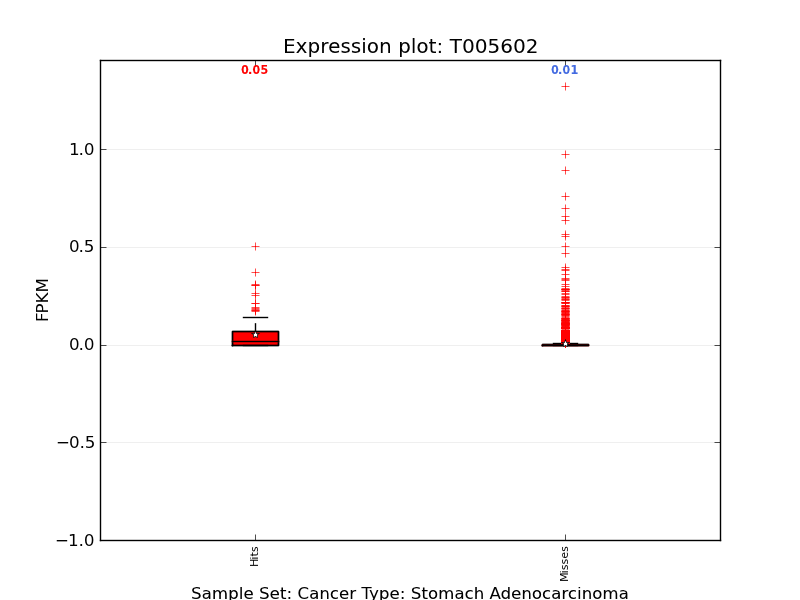 Expression plot: T005602
0.05
0.01
1.0
0.5
0.0
−0.5
−1.0
FPKM
Hits
Misses
Sample Set: Cancer Type: Stomach Adenocarcinoma